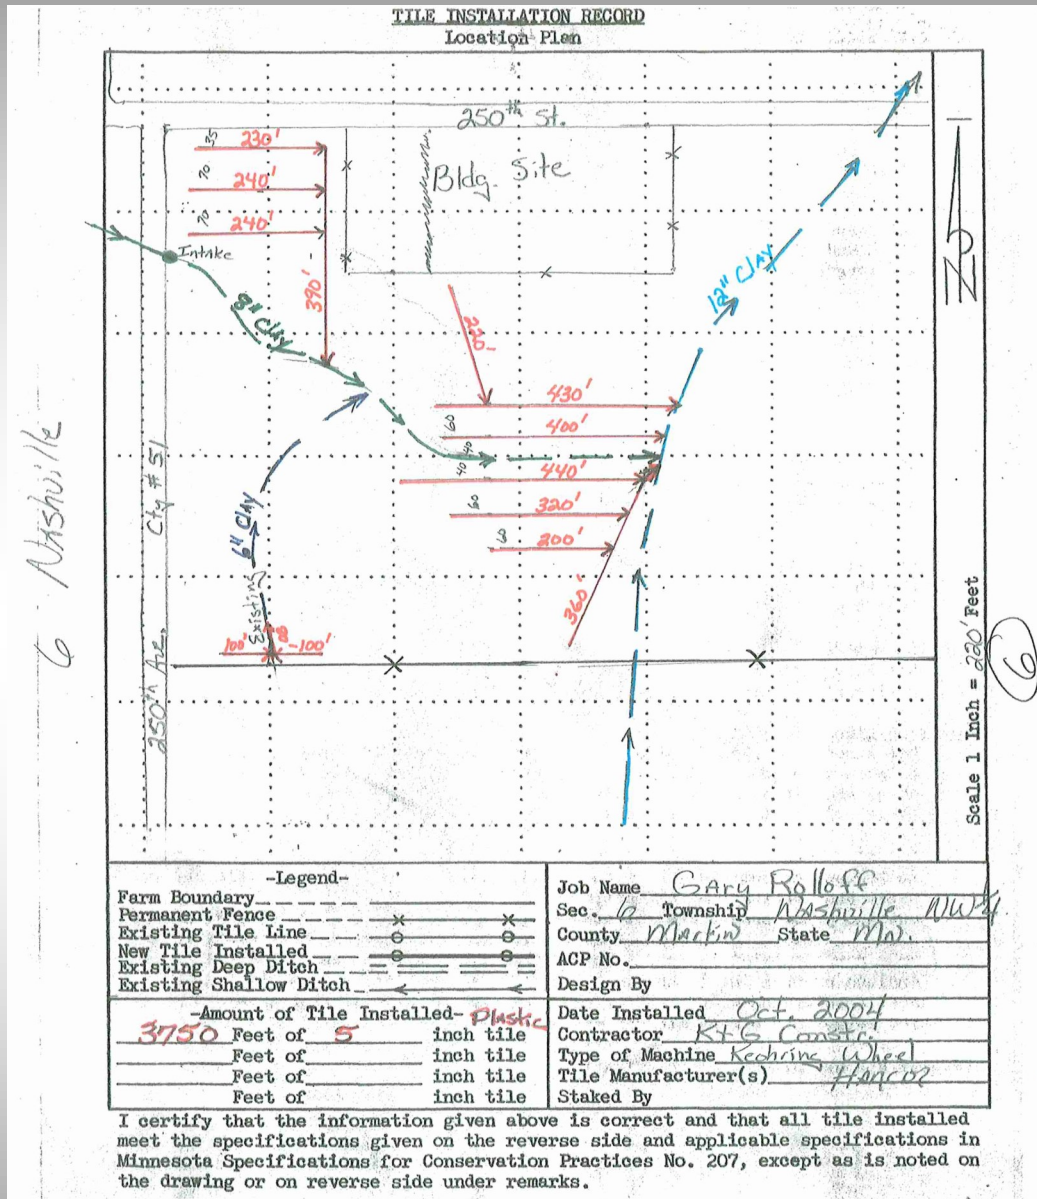 TILE INSTALLATION RECORD
Location Plan
250th St.
35 230'
70 240'
70 240'
Bldg. Site
Intake
390'
8" Clay
12" Clay
220'
430'
60 400'
40 40
440'
60 320'
200'
360'
6" Clay
Existing
100' 80 -100'
250th Ave. Cty # 51
6 - Nashville
N
Scale 1 Inch = 220' Feet
6
-Legend-
Farm Boundary
Permanent Fence
Existing Tile Line
New Tile Installed
Existing Deep Ditch
Existing Shallow Ditch
-Amount of Tile Installed- Plastic
3750 Feet of 5 inch tile
Feet of inch tile
Feet of inch tile
Feet of inch tile
Job Name Gary Rolloff
Sec. 6 Township Nashville NW 4
County Martin State Mn.
ACP No.
Design By
Date Installed Oct. 2004
Contractor K+G Constr.
Type of Machine Keohring Wheel
Tile Manufacturer(s) Hancor
Staked By
I certify that the information given above is correct and that all tile installed
meet the specifications given on the reverse side and applicable specifications in
Minnesota Specifications for Conservation Practices No. 207, except as is noted on
the drawing or on reverse side under remarks.